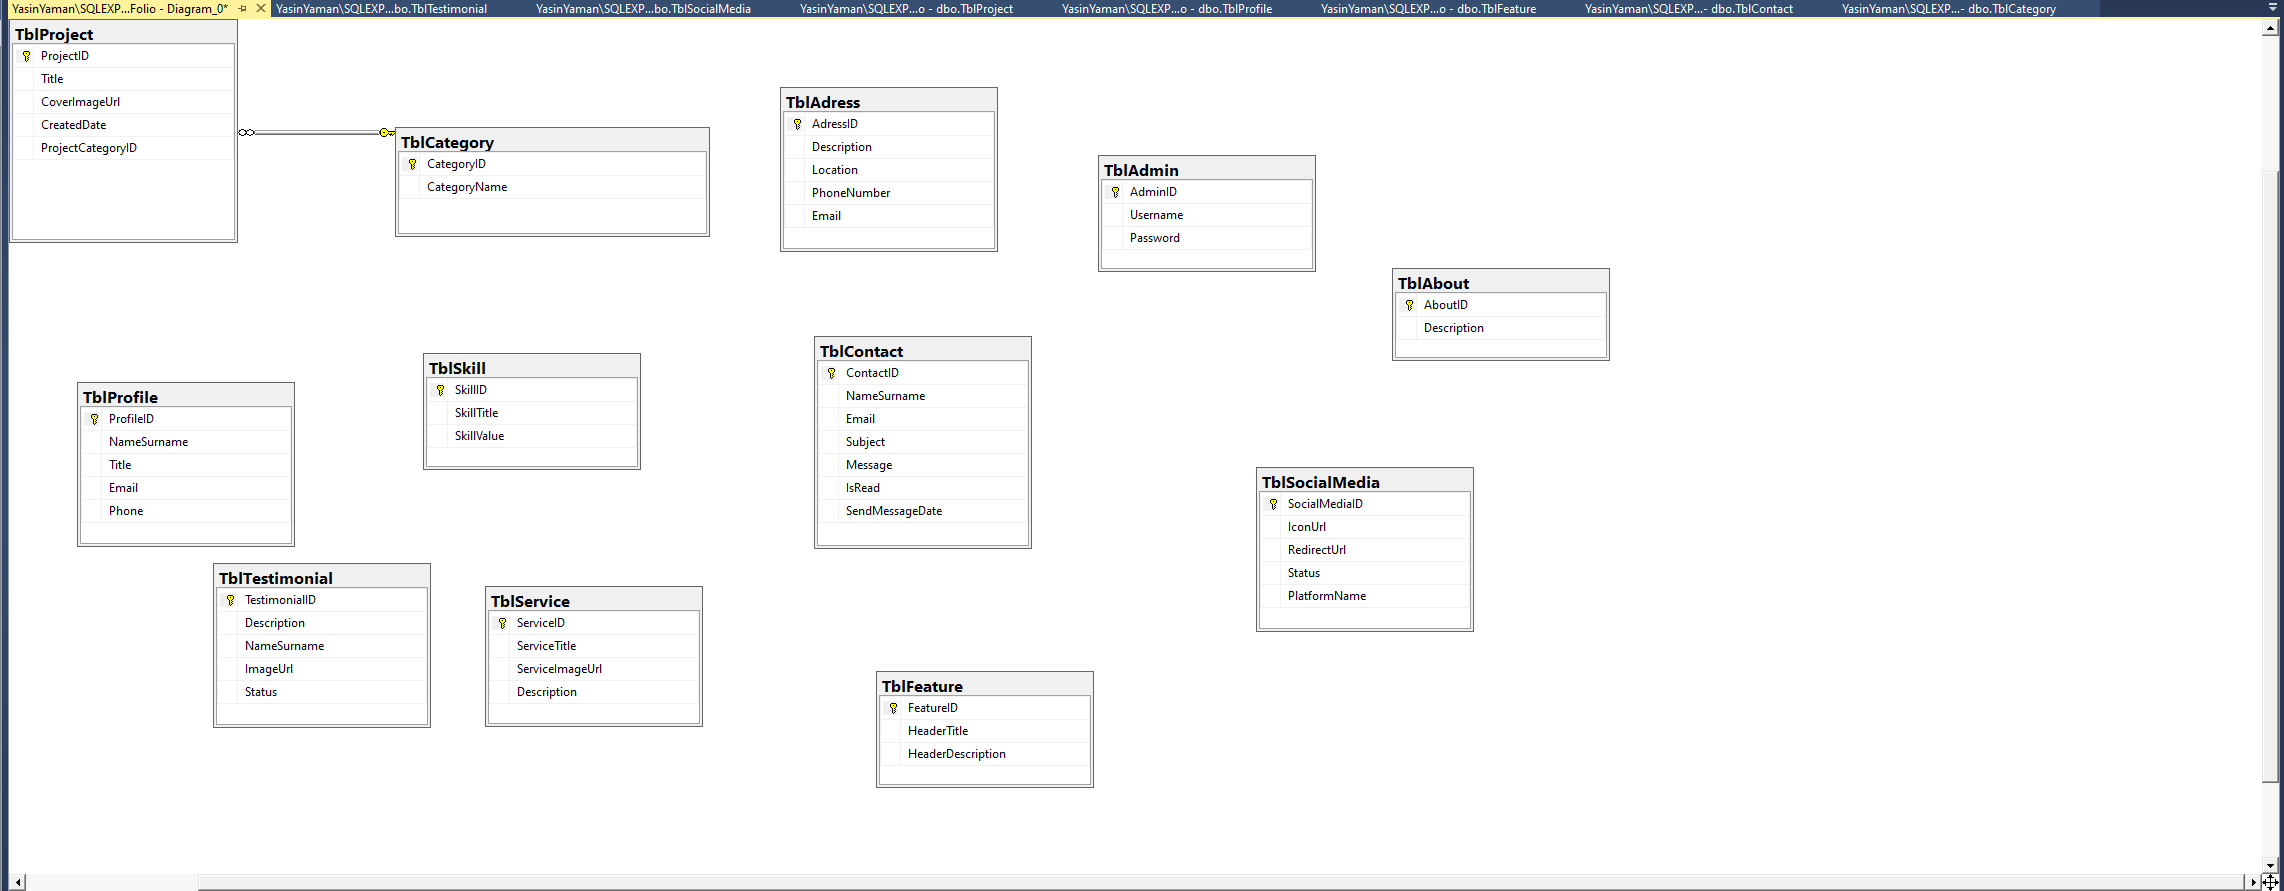 YasinYaman\SQLEXP...Folio - Diagram_0*
YasinYaman\SQLEXP...bo.TblTestimonial
YasinYaman\SQLEXP...bo.TblSocialMedia
YasinYaman\SQLEXP...o - dbo.TblProject
YasinYaman\SQLEXP...o - dbo.TblProfile
YasinYaman\SQLEXP...o - dbo.TblFeature
YasinYaman\SQLEXP...- dbo.TblContact
YasinYaman\SQLEXP...- dbo.TblCategory
TblProject
ProjectID
Title
CoverImageUrl
CreatedDate
ProjectCategoryID
TblCategory
CategoryID
CategoryName
TblAdress
AdressID
Description
Location
PhoneNumber
Email
TblAdmin
AdminID
Username
Password
TblAbout
AboutID
Description
TblProfile
ProfileID
NameSurname
Title
Email
Phone
TblSkill
SkillID
SkillTitle
SkillValue
TblContact
ContactID
NameSurname
Email
Subject
Message
IsRead
SendMessageDate
TblSocialMedia
SocialMediaID
IconUrl
RedirectUrl
Status
PlatformName
TblTestimonial
TestimonialID
Description
NameSurname
ImageUrl
Status
TblService
ServiceID
ServiceTitle
ServiceImageUrl
Description
TblFeature
FeatureID
HeaderTitle
HeaderDescription